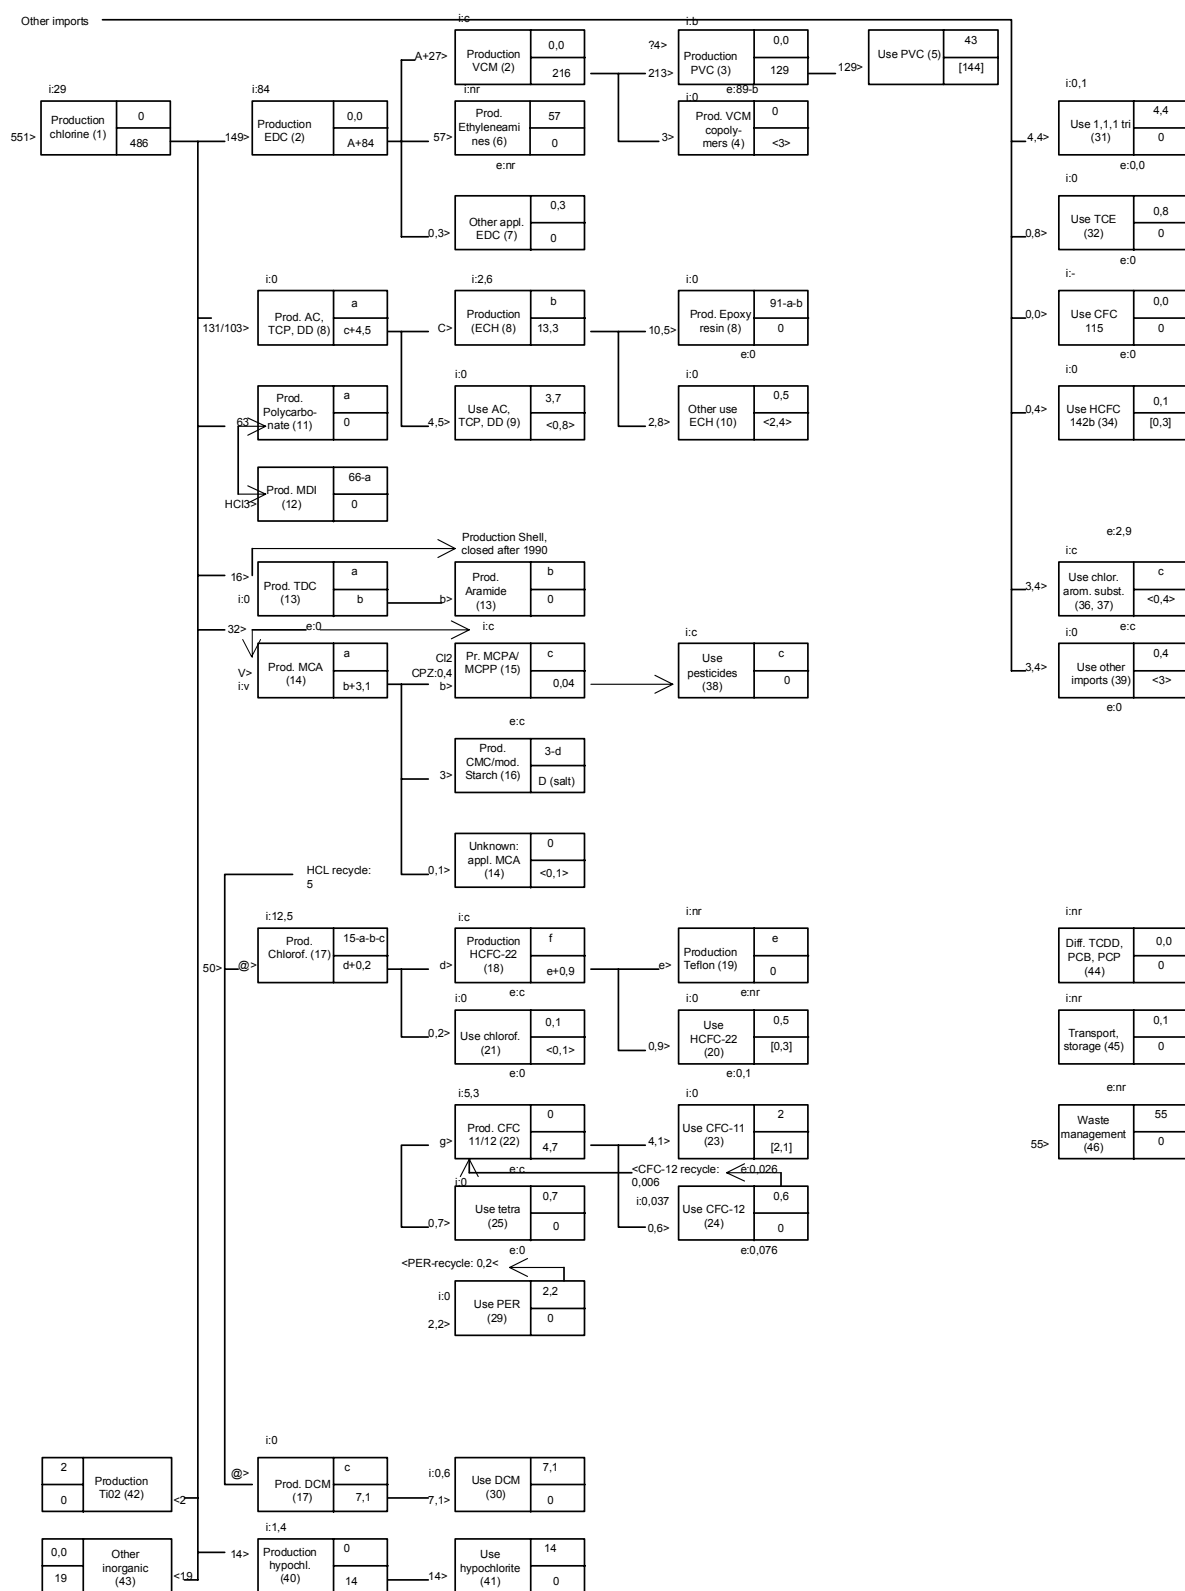 Other imports
i:c
Production
VCM (2)
0,0
216
A+27>
i:b
?4>
213>
Production
PVC (3)
0,0
129
e:89-b
129>
Use PVC (5)
43
[144]
i:29
551>
Production
chlorine (1)
0
486
i:84
149>
Production
EDC (2)
0,0
A+84
i:nr
57>
Prod.
Ethyleneami
nes (6)
57
0
e:nr
i:0
3>
Prod. VCM
copoly-
mers (4)
0
<3>
i:0,1
4,4>
Use 1,1,1 tri
(31)
4,4
0
e:0,0
0,3>
Other appl.
EDC (7)
0,3
0
i:0
0,8>
Use TCE
(32)
0,8
0
e:0
i:0
131/103>
Prod. AC,
TCP, DD (8)
a
c+4,5
i:2,6
C>
Production
(ECH (8)
b
13,3
i:0
10,5>
Prod. Epoxy
resin (8)
91-a-b
0
e:0
i:-
0,0>
Use CFC
115
0,0
0
e:0
63
Prod.
Polycarbo-
nate (11)
a
0
i:0
4,5>
Use AC,
TCP, DD (9)
3,7
<0,8>
i:0
2,8>
Other use
ECH (10)
0,5
<2,4>
i:0
0,4>
Use HCFC
142b (34)
0,1
[0,3]
HCl3>
Prod. MDI
(12)
66-a
0
Production Shell,
closed after 1990
16>
i:0
Prod. TDC
(13)
a
b
b>
Prod.
Aramide
(13)
b
0
e:2,9
i:c
3,4>
Use chlor.
arom. subst.
(36, 37)
c
<0,4>
e:c
32>
e:0
V>
i:v
Prod. MCA
(14)
a
b+3,1
i:c
Cl2
CPZ:0,4
b>
Pr. MCPA/
MCPP (15)
c
0,04
e:c
i:c
Use
pesticides
(38)
c
0
i:0
3,4>
Use other
imports (39)
0,4
<3>
e:0
3>
Prod.
CMC/mod.
Starch (16)
3-d
D (salt)
0,1>
Unknown:
appl. MCA
(14)
0
<0,1>
HCL recycle:
5
50>
i:12,5
@>
Prod.
Chlorof. (17)
15-a-b-c
d+0,2
i:c
d>
Production
HCFC-22
(18)
f
e+0,9
e:c
i:nr
e>
Production
Teflon (19)
e
0
e:nr
i:nr
Diff. TCDD,
PCB, PCP
(44)
0,0
0
i:0
0,2>
Use chlorof.
(21)
0,1
<0,1>
e:0
i:0
0,9>
Use
HCFC-22
(20)
0,5
[0,3]
e:0,1
i:nr
Transport,
storage (45)
0,1
0
e:nr
i:5,3
g>
Prod. CFC
11/12 (22)
0
4,7
e:c
i:0
4,1>
Use CFC-11
(23)
2
[2,1]
e:0,026
55>
Waste
management
(46)
55
0
<CFC-12 recycle:
0,006
i:0
0,7>
Use tetra
(25)
0,7
0
e:0
i:0,037
0,6>
Use CFC-12
(24)
0,6
0
e:0,076
<PER-recycle: 0,2<
i:0
2,2>
Use PER
(29)
2,2
0
2
0
Production
Ti02 (42)
<2
i:0
@>
Prod. DCM
(17)
c
7,1
i:0,6
7,1>
Use DCM
(30)
7,1
0
0,0
19
Other
inorganic
(43)
<19
i:1,4
14>
Production
hypochl.
(40)
0
14
14>
Use
hypochlorite
(41)
14
0